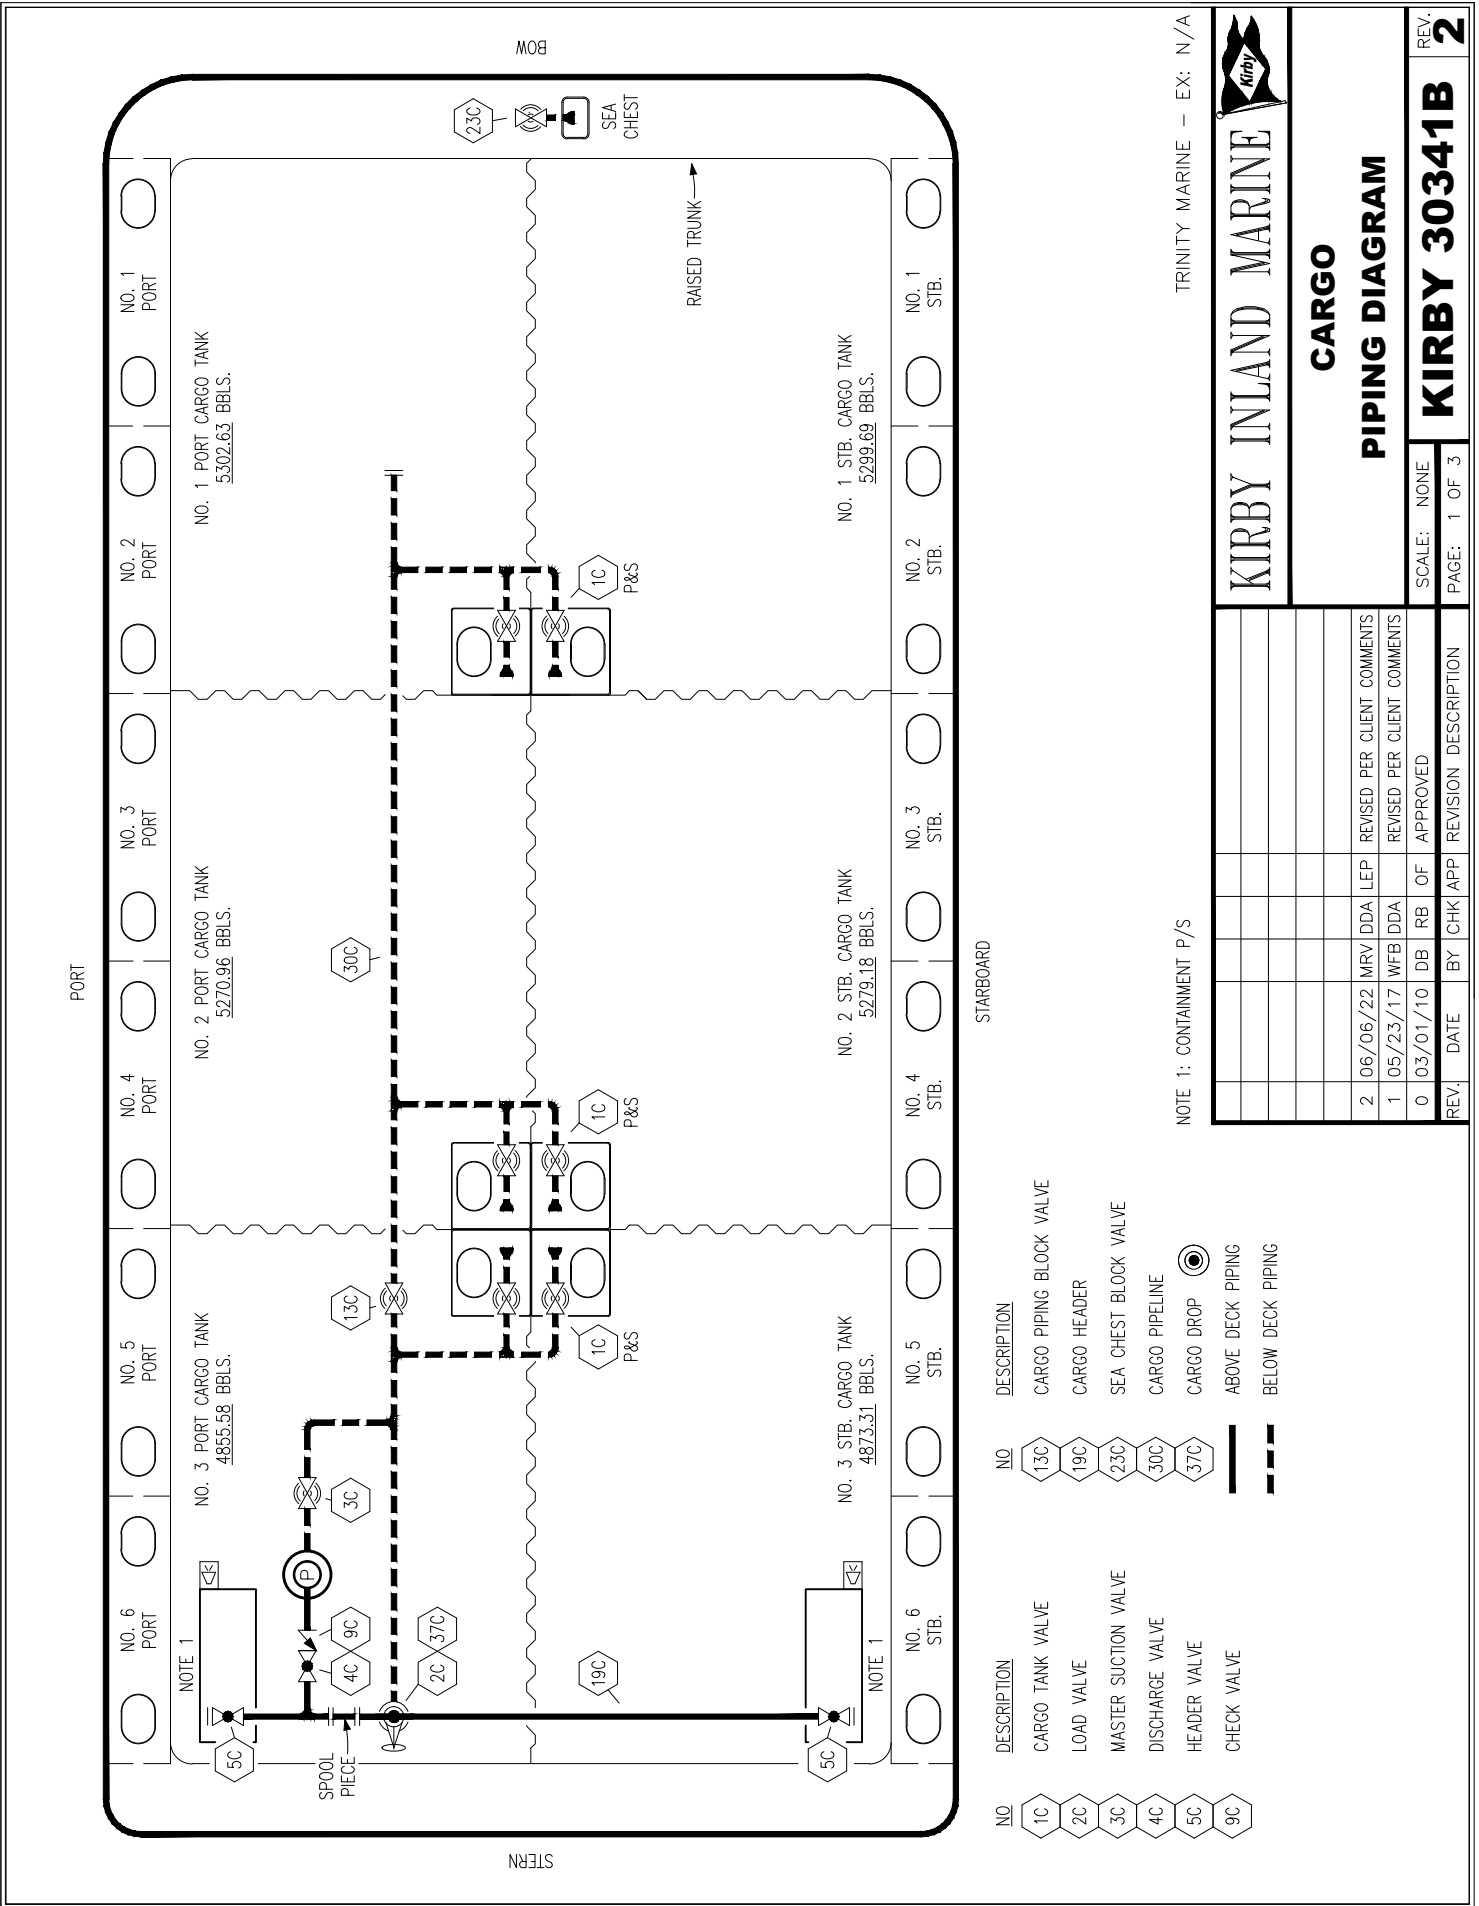 PORT
STERN
BOW
STARBOARD
NO. 6
PORT
NO. 5
PORT
NO. 4
PORT
NO. 3
PORT
NO. 2
PORT
NO. 1
PORT
NOTE 1
NO. 3 PORT CARGO TANK
4855.58 BBLS.
NO. 2 PORT CARGO TANK
5270.96 BBLS.
NO. 1 PORT CARGO TANK
5302.63 BBLS.
5C
SPOOL
PIECE
4C
9C
P
3C
13C
30C
2C
37C
1C
P&S
1C
P&S
1C
P&S
23C
SEA
CHEST
19C
RAISED TRUNK
5C
NOTE 1
NO. 3 STB. CARGO TANK
4873.31 BBLS.
NO. 2 STB. CARGO TANK
5279.18 BBLS.
NO. 1 STB. CARGO TANK
5299.69 BBLS.
NO. 6
STB.
NO. 5
STB.
NO. 4
STB.
NO. 3
STB.
NO. 2
STB.
NO. 1
STB.
NO DESCRIPTION
1C CARGO TANK VALVE
2C LOAD VALVE
3C MASTER SUCTION VALVE
4C DISCHARGE VALVE
5C HEADER VALVE
9C CHECK VALVE
NO DESCRIPTION
13C CARGO PIPING BLOCK VALVE
19C CARGO HEADER
23C SEA CHEST BLOCK VALVE
30C CARGO PIPELINE
37C CARGO DROP
ABOVE DECK PIPING
BELOW DECK PIPING
NOTE 1: CONTAINMENT P/S
TRINITY MARINE – EX: N/A
2 06/06/22 MRV DDA LEP REVISED PER CLIENT COMMENTS
1 05/23/17 WFB DDA REVISED PER CLIENT COMMENTS
0 03/01/10 DB RB OF APPROVED
REV. DATE BY CHK APP REVISION DESCRIPTION
KIRBY INLAND MARINE
Kirby
CARGO
PIPING DIAGRAM
SCALE: NONE
PAGE: 1 OF 3
KIRBY 30341B
REV.
2